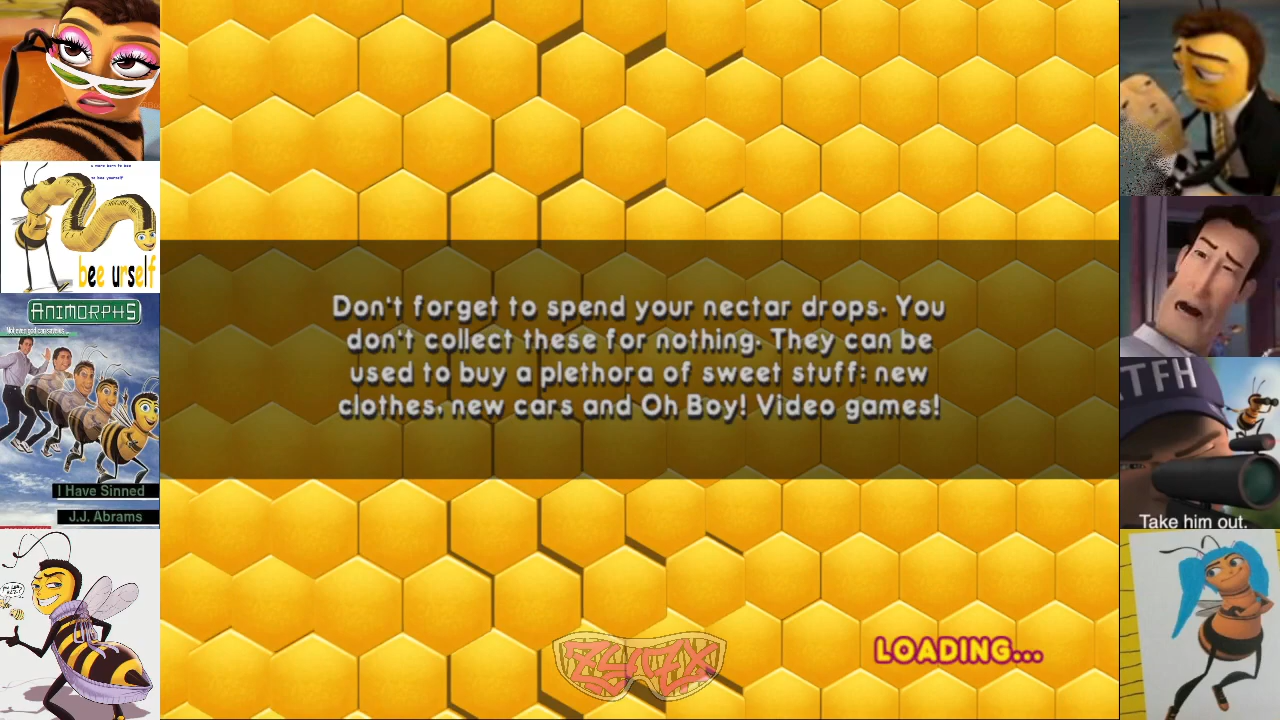 bee urself
ANIMORPHS
I Have Sinned
J.J. Abrams
Don't forget to spend your nectar drops. You
don't collect these for nothing. They can be
used to buy a plethora of sweet stuff: new
clothes, new cars and Oh Boy! Video games!
LOADING...
TFH
Take him out.